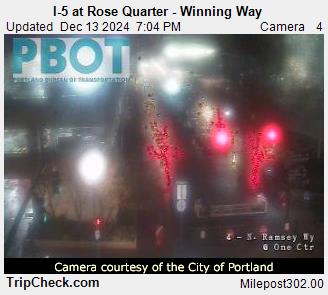 I-5 at Rose Quarter - Winning Way
Updated Dec 13 2024 7:04 PM Camera 4
PBOT
PORTLAND BUREAU OF TRANSPORTATION
4 - N. Ramsey Wy
@ One Ctr
Camera courtesy of the City of Portland
TripCheck.com Milepost302.00